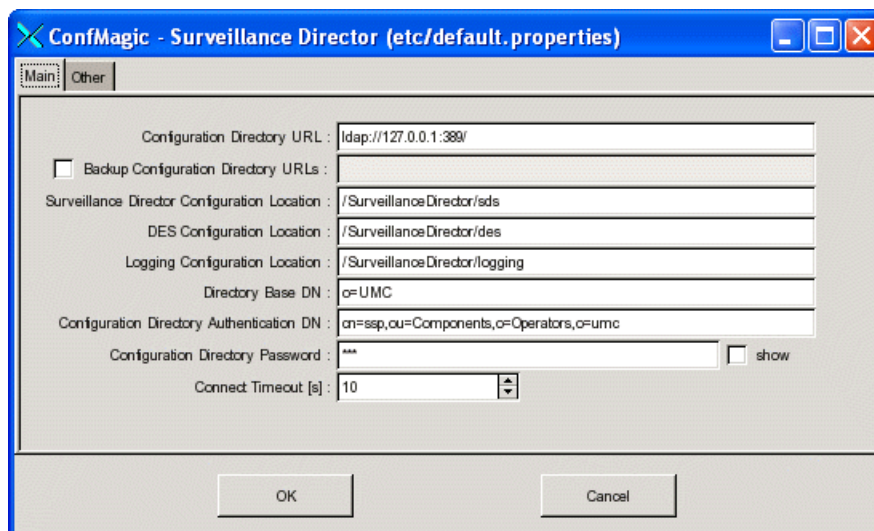 ConfMagic - Surveillance Director (etc/default.properties)
Main Other
Configuration Directory URL : ldap://127.0.0.1:389/
Backup Configuration Directory URLs :
Surveillance Director Configuration Location : /SurveillanceDirector/sds
DES Configuration Location : /SurveillanceDirector/des
Logging Configuration Location : /SurveillanceDirector/logging
Directory Base DN : o=UMC
Configuration Directory Authentication DN : cn=ssp,ou=Components,o=Operators,o=umc
Configuration Directory Password : *** show
Connect Timeout [s] : 10
OK Cancel